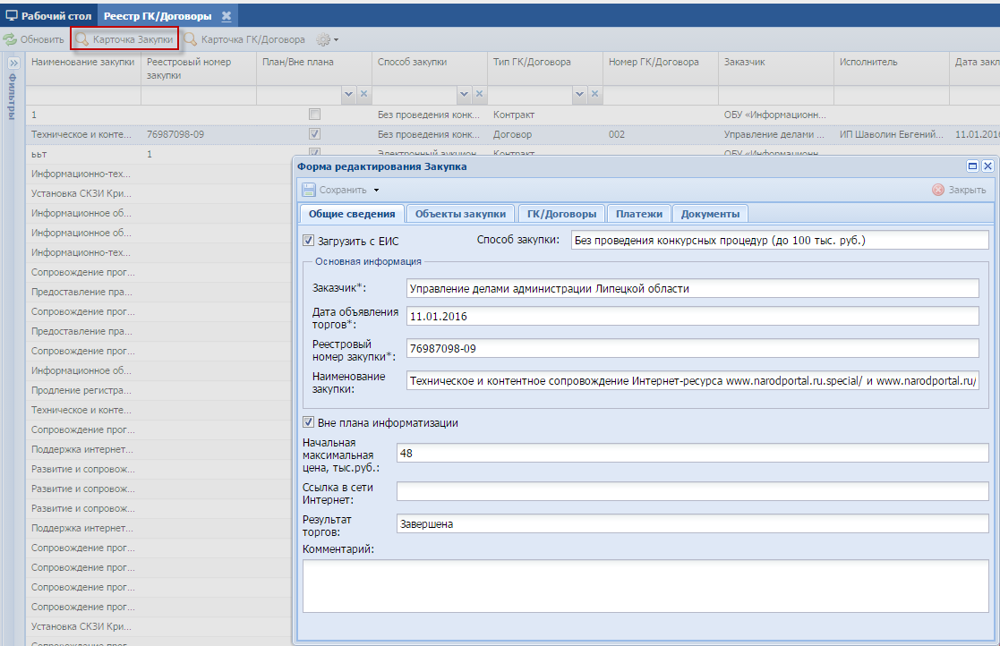 Рабочий стол Реестр ГК/Договоры
Обновить Карточка Закупки Карточка ГК/Договора
Фильтры
Наименование закупки Реестровый номер закупки План/Вне плана Способ закупки Тип ГК/Договора Номер ГК/Договора Заказчик Исполнитель Дата закл
1 Без проведения конк... Контракт ОБУ «Информационн...
Техническое и конте... 76987098-09 Без проведения конк... Договор 002 Управление делами ... ИП Шаволин Евгений... 11.01.2016
ььт 1 Электронный аукцион Контракт ОБУ «Информационн...
Информационно-тех...
Установка СКЗИ Кри...
Информационное об...
Информационное об...
Информационно-тех...
Сопровождение прог...
Предоставление пра...
Сопровождение прог...
Предоставление пра...
Сопровождение прог...
Информационное об...
Продление регистра...
Техническое и конте...
Сопровождение прог...
Поддержка интернет...
Развитие и сопровож...
Развитие и сопровож...
Развитие и сопровож...
Поддержка интернет...
Сопровождение прог...
Сопровождение прог...
Сопровождение прог...
Сопровождение прог...
Установка СКЗИ Кри...
Сопровождение прог...
Форма редактирования Закупка
Сохранить Закрыть
Общие сведения Объекты закупки ГК/Договоры Платежи Документы
Загрузить с ЕИС Способ закупки: Без проведения конкурсных процедур (до 100 тыс. руб.)
Основная информация
Заказчик*: Управление делами администрации Липецкой области
Дата объявления
торгов*: 11.01.2016
Реестровый
номер закупки*: 76987098-09
Наименование
закупки: Техническое и контентное сопровождение Интернет-ресурса www.narodportal.ru.special/ и www.narodportal.ru/
Вне плана информатизации
Начальная
максимальная
цена, тыс.руб.: 48
Ссылка в сети
Интернет:
Результат
торгов: Завершена
Комментарий: